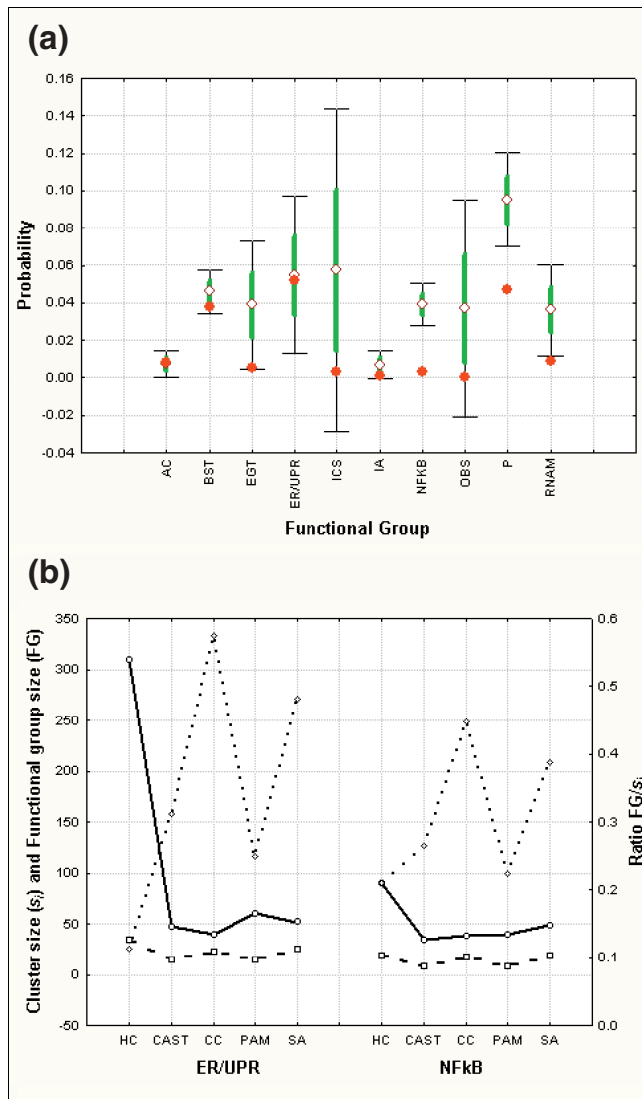 (a)
0.16
0.14
0.12
0.10
0.08
0.06
0.04
0.02
0.00
-0.02
-0.04
Probability
AC
BST
EGT
ER/UPR
ICS
IA
NFKB
OBS
P
RNAM
Functional Group
(b)
350
300
250
200
150
100
50
0
-50
Cluster size (si) and Functional group size (FG)
0.6
0.5
0.4
0.3
0.2
0.1
0.0
Ratio FG/si
HC CAST CC PAM SA HC CAST CC PAM SA
ER/UPR NFkB